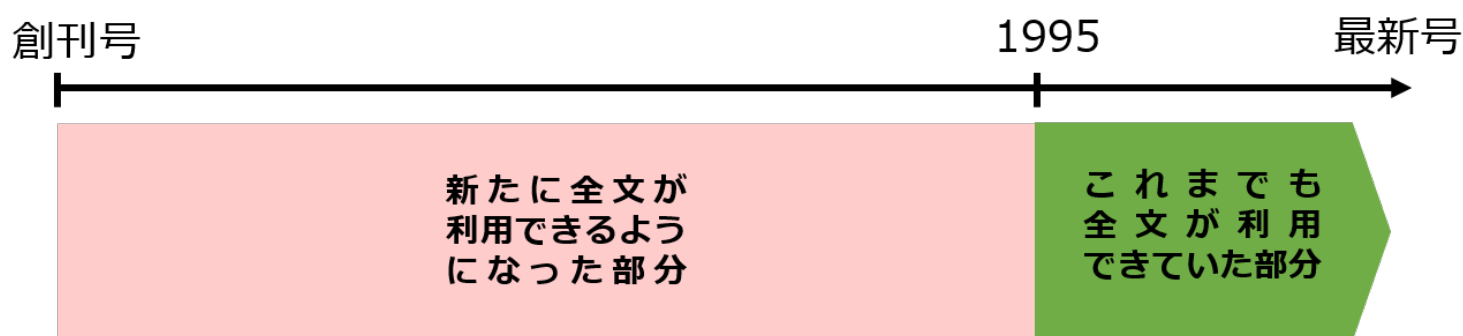 創刊号
1995
最新号
新たに全文が
利用できるよう
になった部分
これまでも
全文が利用
できていた部分